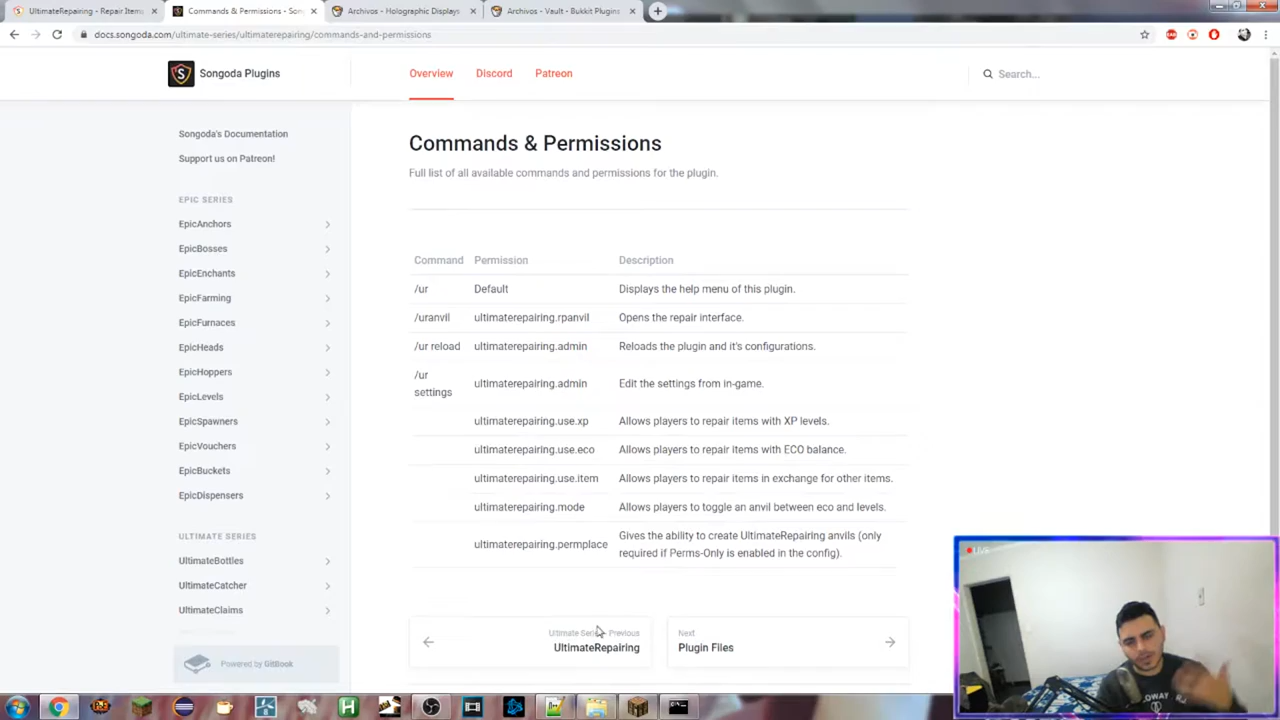 UltimateRepairing - Repair Item
Commands & Permissions - Son
Archivos - Holographic Displays
Archivos - Vault - Bukkit Plugins
docs.songoda.com/ultimate-series/ultimaterepairing/commands-and-permissions
Songoda Plugins
Overview
Discord
Patreon
Search...
Songoda's Documentation
Support us on Patreon!
EPIC SERIES
EpicAnchors
EpicBosses
EpicEnchants
EpicFarming
EpicFurnaces
EpicHeads
EpicHoppers
EpicLevels
EpicSpawners
EpicVouchers
EpicBuckets
EpicDispensers
ULTIMATE SERIES
UltimateBottles
UltimateCatcher
UltimateClaims
Powered by GitBook
Commands & Permissions
Full list of all available commands and permissions for the plugin.
Command Permission Description
/ur Default Displays the help menu of this plugin.
/uranvil ultimaterepairing.rpanvil Opens the repair interface.
/ur reload ultimaterepairing.admin Reloads the plugin and it's configurations.
/ur
settings ultimaterepairing.admin Edit the settings from in-game.
ultimaterepairing.use.xp Allows players to repair items with XP levels.
ultimaterepairing.use.eco Allows players to repair items with ECO balance.
ultimaterepairing.use.item Allows players to repair items in exchange for other items.
ultimaterepairing.mode Allows players to toggle an anvil between eco and levels.
ultimaterepairing.permplace Gives the ability to create UltimateRepairing anvils (only
required if Perms-Only is enabled in the config).
Ultimate Previous
UltimateRepairing
Next
Plugin Files
LIVE